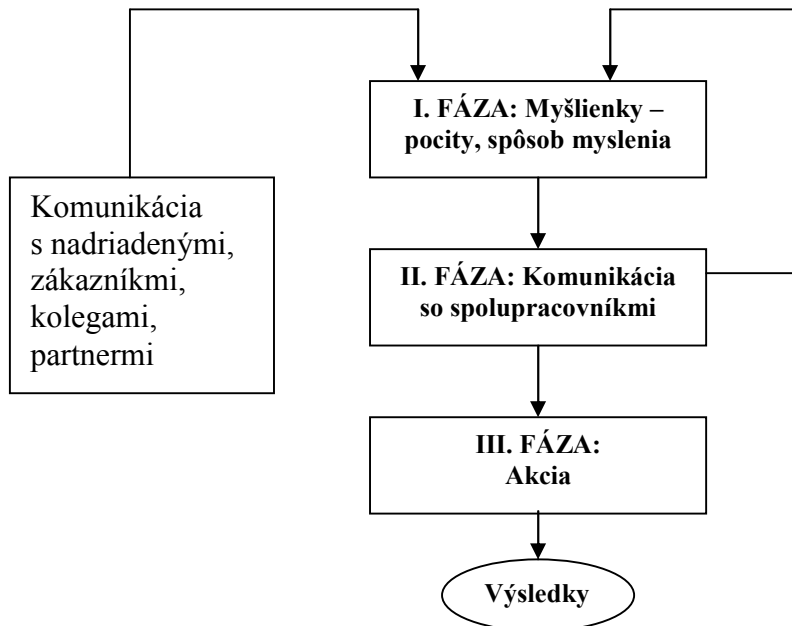 I. FÁZA: Myšlienky –
pocity, spôsob myslenia
Komunikácia
s nadriadenými,
zákazníkmi,
kolegami,
partnermi
II. FÁZA: Komunikácia
so spolupracovníkmi
III. FÁZA:
Akcia
Výsledky